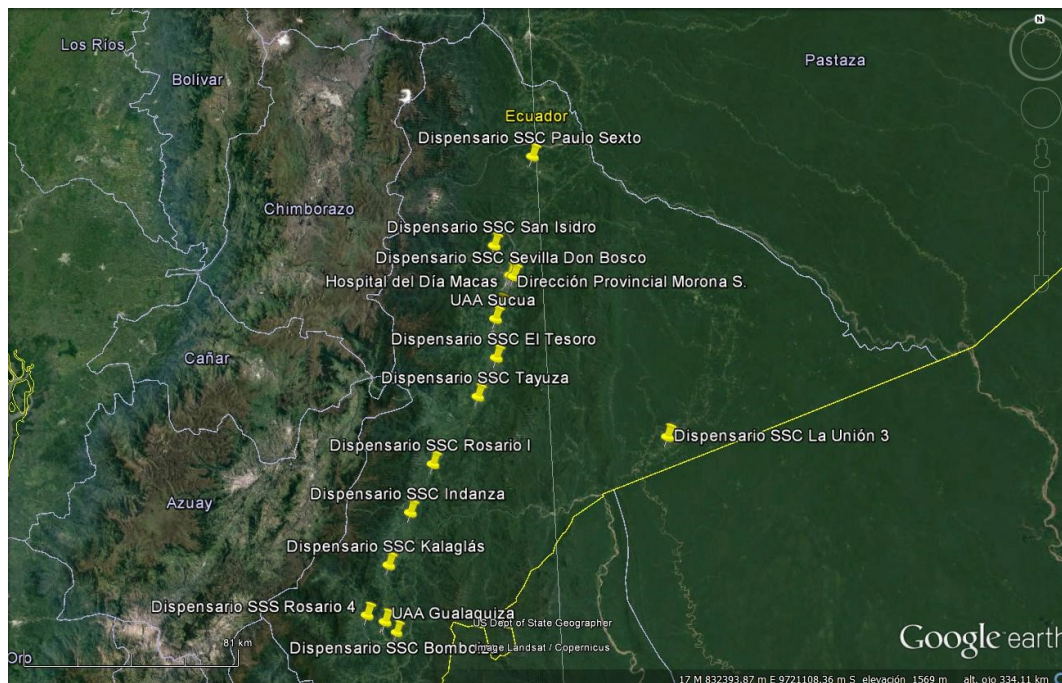 N
Los Ríos
Bolívar
Pastaza
Ecuador
Dispensario SSC Paulo Sexto
Chimborazo
Dispensario SSC San Isidro
Dispensario SSC Sevilla Don Bosco
Hospital del Día Macas
Dirección Provincial Morona S.
UAA Sucua
Dispensario SSC El Tesoro
Cañar
Dispensario SSC Tayuza
Dispensario SSC La Unión 3
Dispensario SSC Rosario I
Dispensario SSC Indanza
Azuay
Dispensario SSC Kalaglás
Dispensario SSS Rosario 4
UAA Gualaquiza
US Dept of State Geographer
81 km
Dispensario SSC
Image Landsat / Copernicus
Google earth
Orp
17 M 832393.87 m E 9721108.36 m S elevación 1569 m alt. ojo 334.11 km